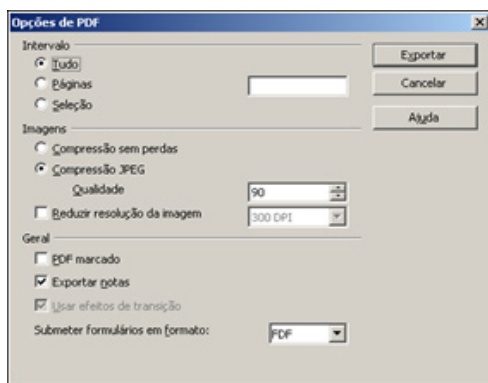 Opções de PDF
Intervalo
Tudo
Páginas
Seleção
Exportar
Cancelar
Ajuda
Imagens
Compressão sem perdas
Compressão JPEG
Qualidade 90
Reduzir resolução da imagem 300 DPI
Geral
PDF marcado
Exportar notas
Usar efeitos de transição
Submeter formulários em formato: FDF